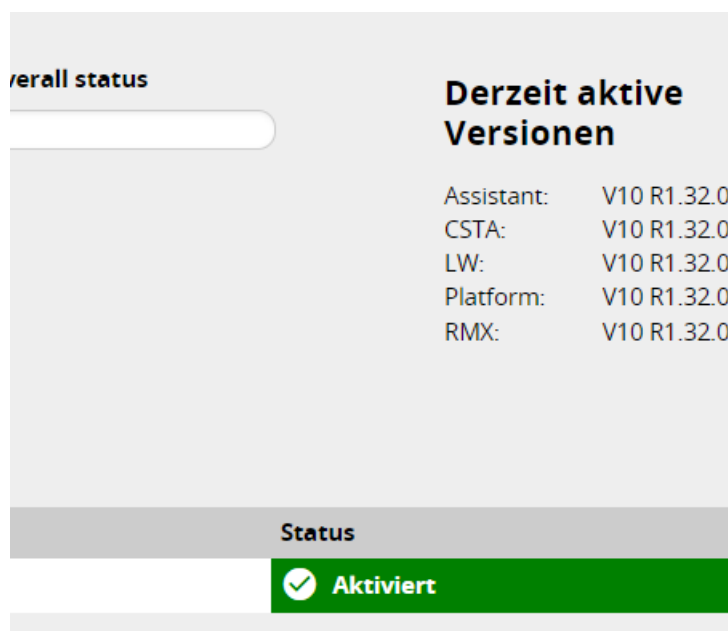 verall status
Derzeit aktive
Versionen
Assistant: V10 R1.32.0
CSTA: V10 R1.32.0
LW: V10 R1.32.0
Platform: V10 R1.32.0
RMX: V10 R1.32.0
Status
Aktiviert